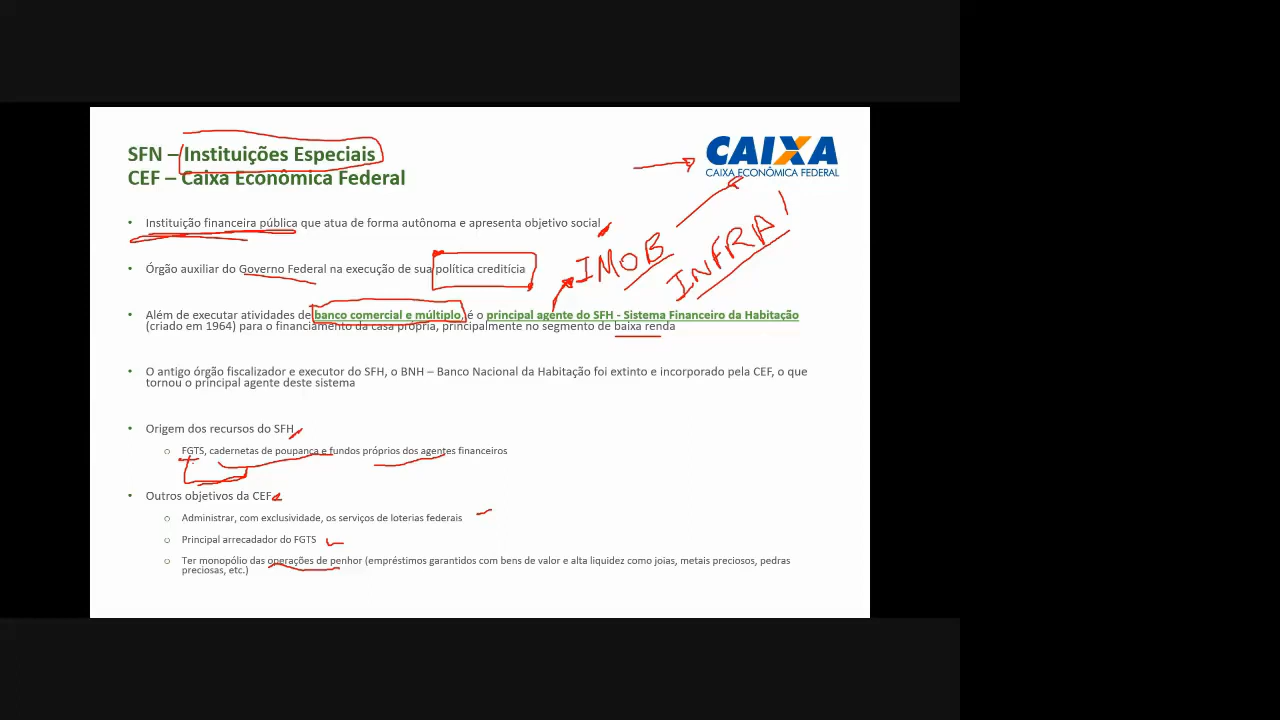 SFN – Instituições Especiais
CEF – Caixa Econômica Federal
CAIXA
CAIXA ECONÔMICA FEDERAL
• Instituição financeira pública que atua de forma autônoma e apresenta objetivo social
IMOB
INFRA
• Órgão auxiliar do Governo Federal na execução de sua política creditícia
• Além de executar atividades de banco comercial e múltiplo, é o principal agente do SFH - Sistema Financeiro da Habitação
(criado em 1964) para o financiamento da casa própria, principalmente no segmento de baixa renda
• O antigo órgão fiscalizador e executor do SFH, o BNH – Banco Nacional da Habitação foi extinto e incorporado pela CEF, o que
tornou o principal agente deste sistema
• Origem dos recursos do SFH
o FGTS, cadernetas de poupança e fundos próprios dos agentes financeiros
• Outros objetivos da CEF
o Administrar, com exclusividade, os serviços de loterias federais
o Principal arrecadador do FGTS
o Ter monopólio das operações de penhor (empréstimos garantidos com bens de valor e alta liquidez como joias, metais preciosos, pedras
preciosas, etc.)